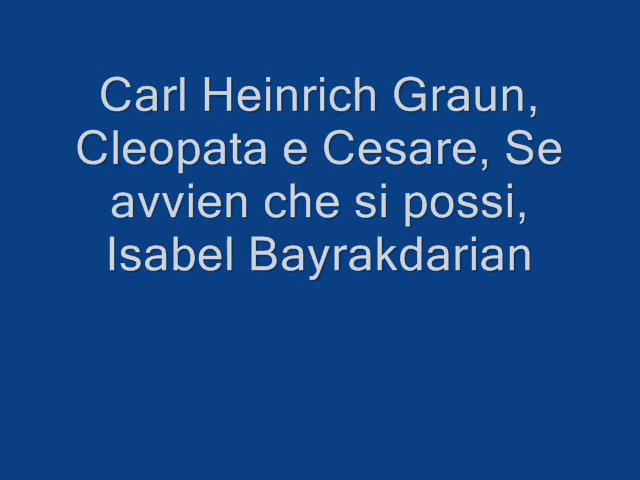 Carl Heinrich Graun,
Cleopata e Cesare, Se
avvien che si possi,
Isabel Bayrakdarian